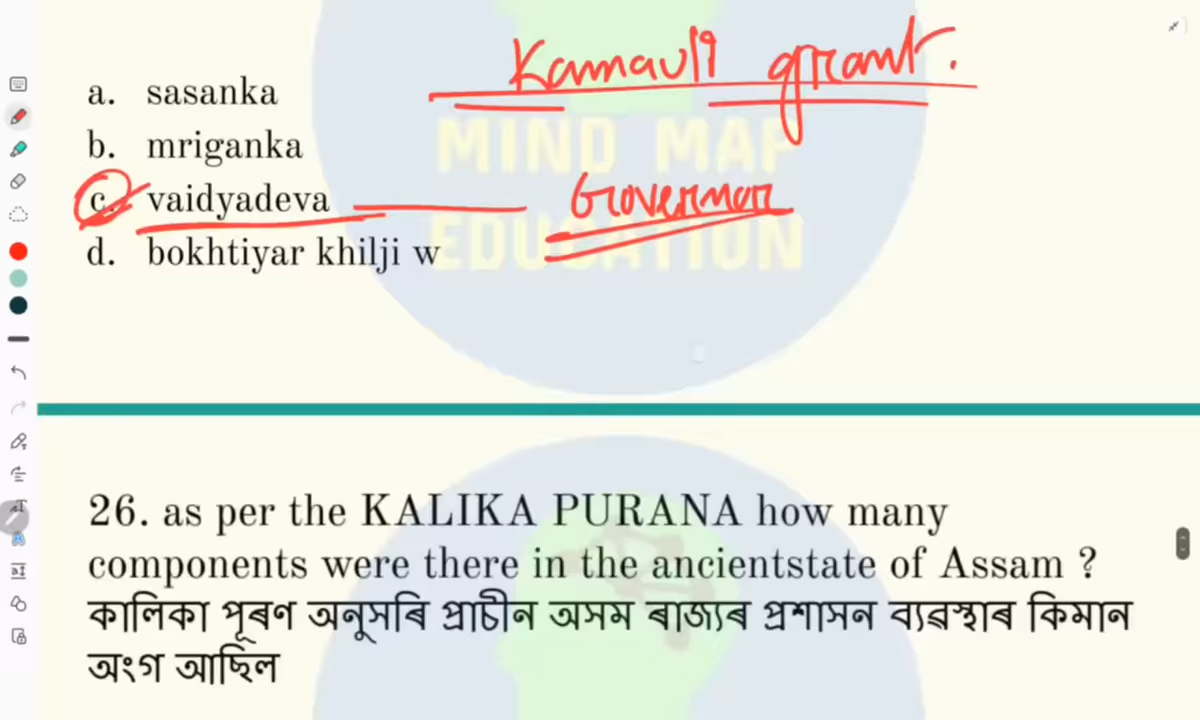 Kamauli grant.
a. sasanka
b. mriganka
MIND MAP
c. vaidyadeva Governor
EDUCATION
d. bokhtiyar khilji w
26. as per the KALIKA PURANA how many
components were there in the ancientstate of Assam ?
কালিকা পূৰণ অনুসৰি প্ৰাচীন অসম ৰাজ্যৰ প্ৰশাসন ব্যৱস্থাৰ কিমান
অংগ আছিল